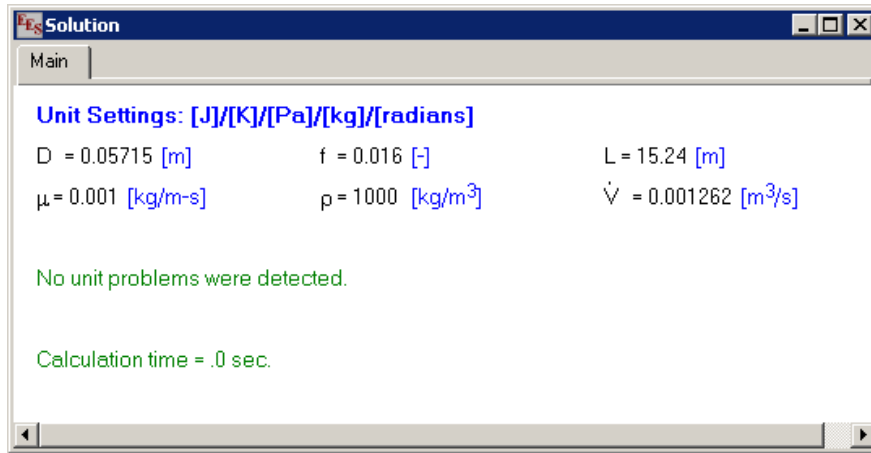 EES Solution
Main
Unit Settings: [J]/[K]/[Pa]/[kg]/[radians]
D = 0.05715 [m] f = 0.016 [-] L = 15.24 [m]
μ = 0.001 [kg/m-s] ρ = 1000 [kg/m³] V̇ = 0.001262 [m³/s]
No unit problems were detected.
Calculation time = .0 sec.